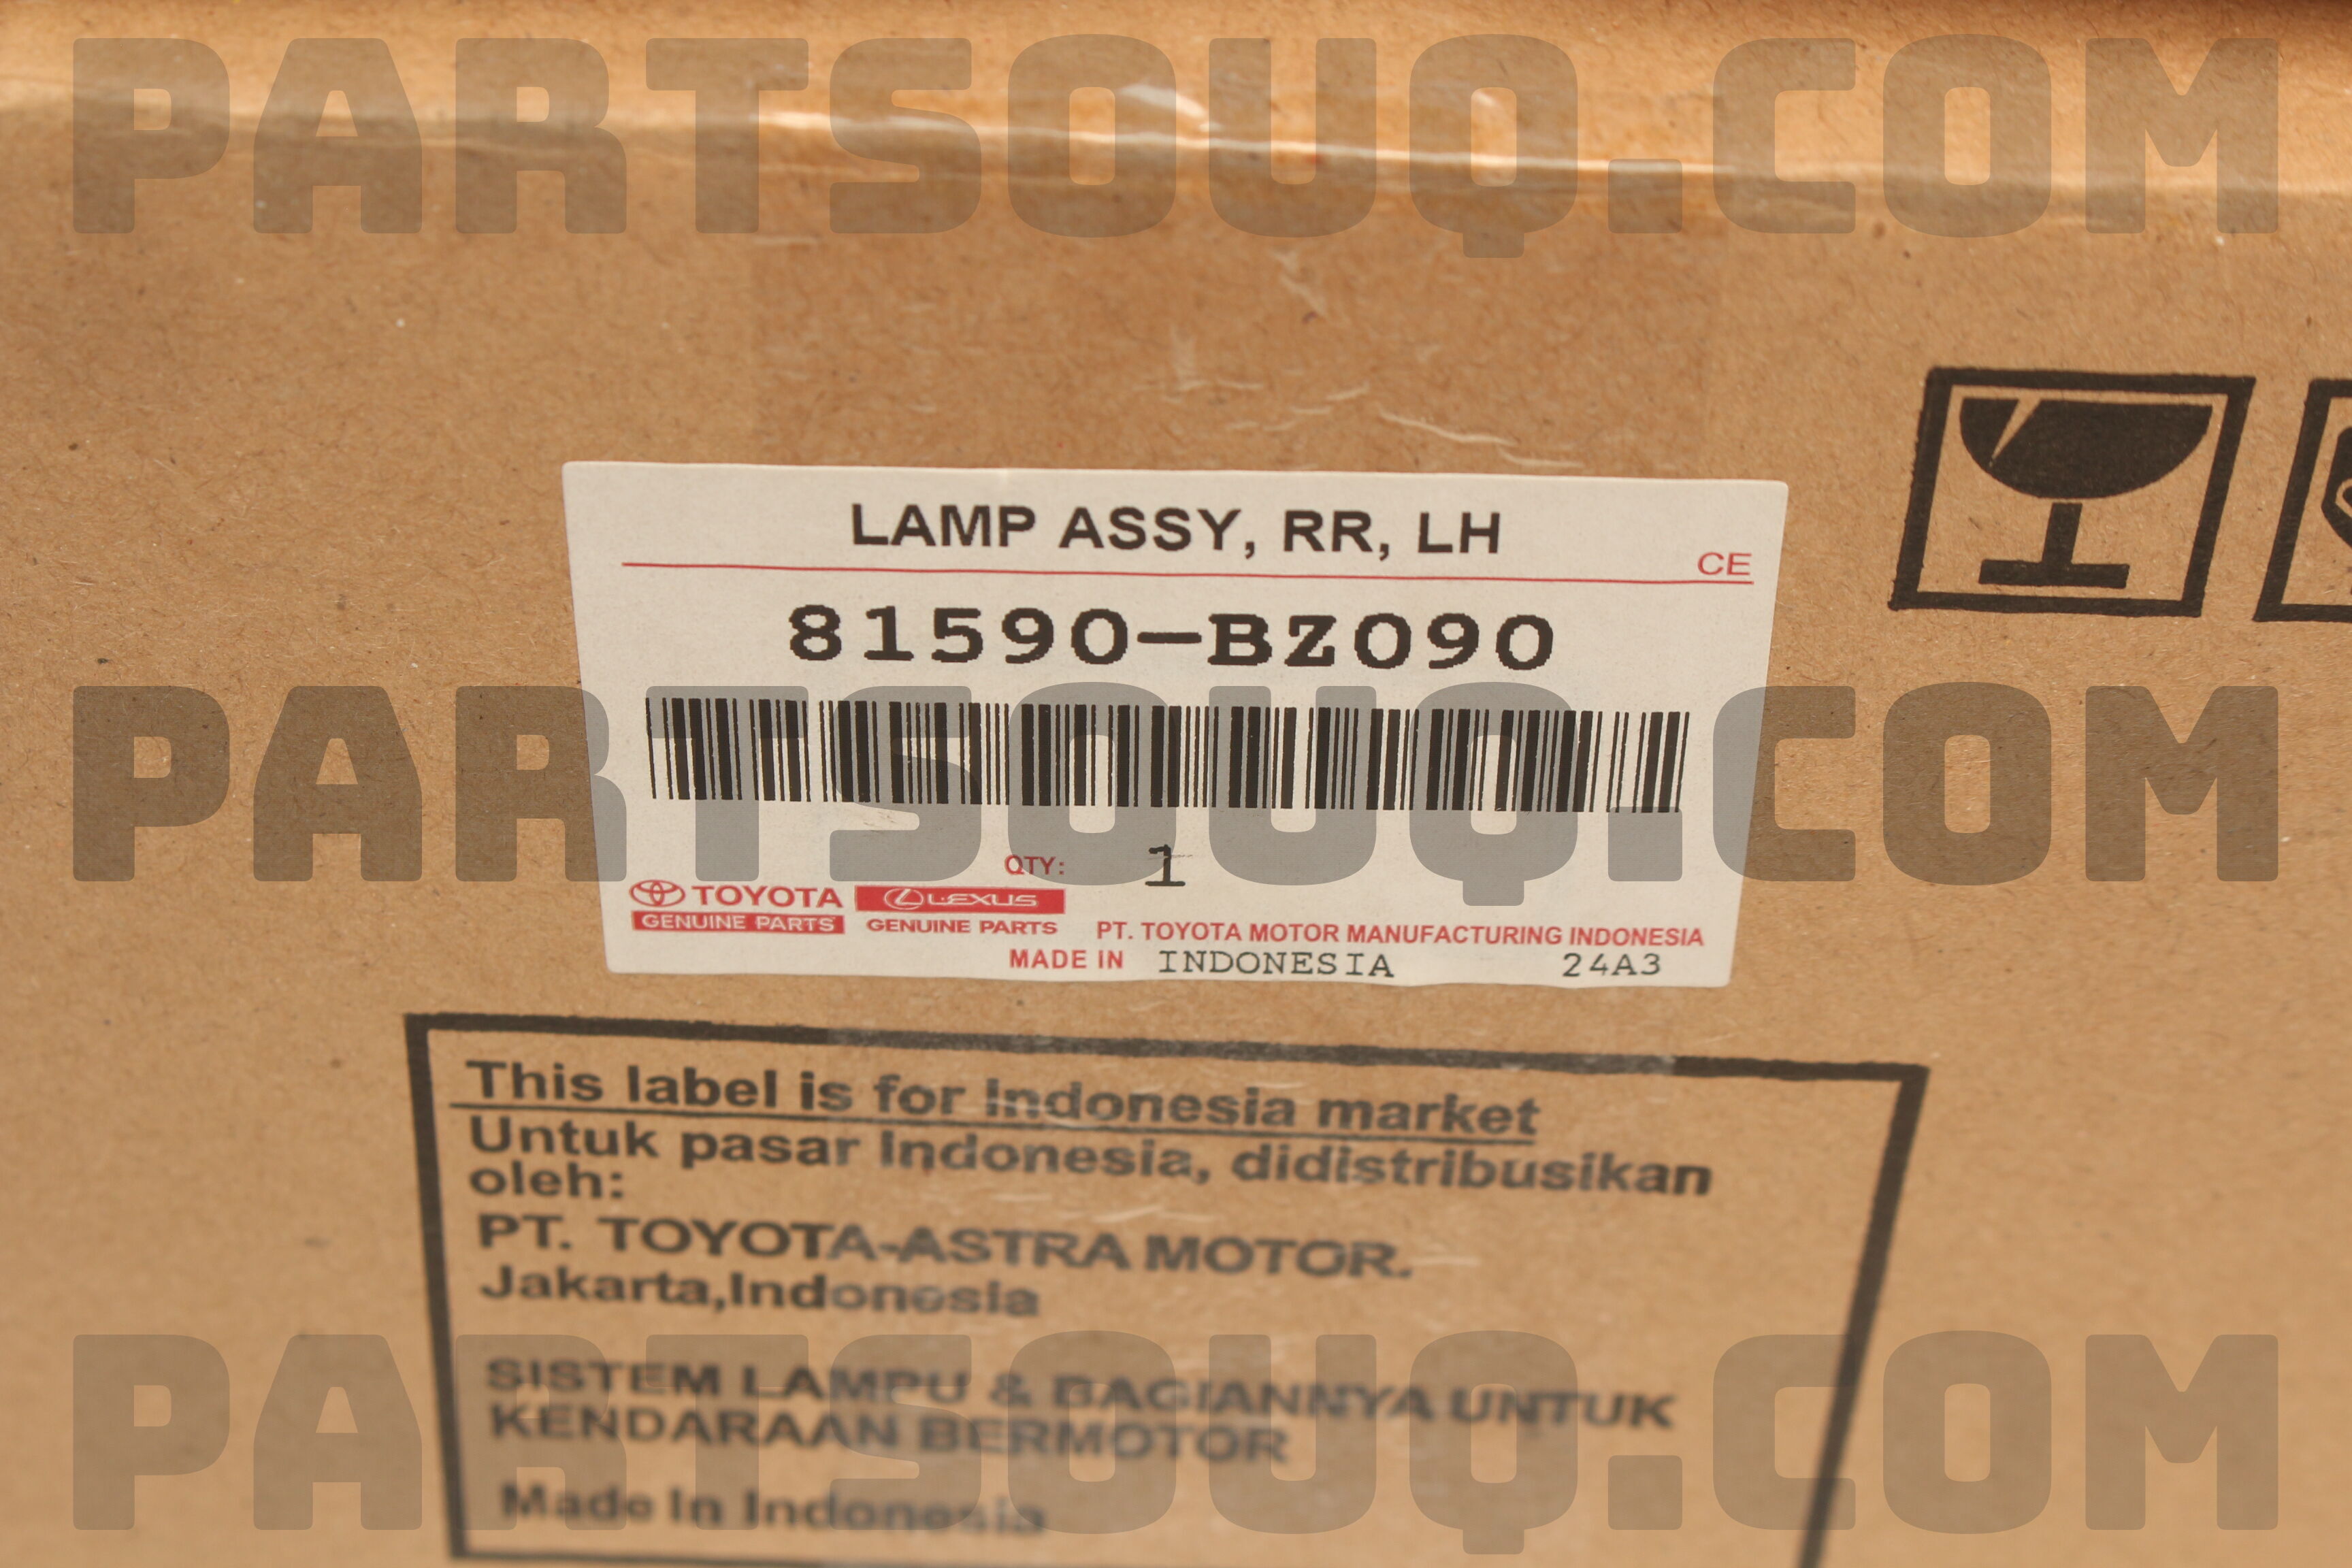 PARTSOUQ.COM
LAMP ASSY, RR, LH
CE
81590-BZ090
PARTSOUQ.COM
QTY: 1
TOYOTA
GENUINE PARTS
LEXUS
GENUINE PARTS
PT. TOYOTA MOTOR MANUFACTURING INDONESIA
MADE IN INDONESIA 24A3
This label is for Indonesia market
Untuk pasar Indonesia, didistribusikan
oleh:
PT. TOYOTA-ASTRA MOTOR.
Jakarta,Indonesia
SISTEM LAMPU & BAGIANNYA UNTUK
KENDARAAN BERMOTOR
PARTSOUQ.COM
Made In Indonesia